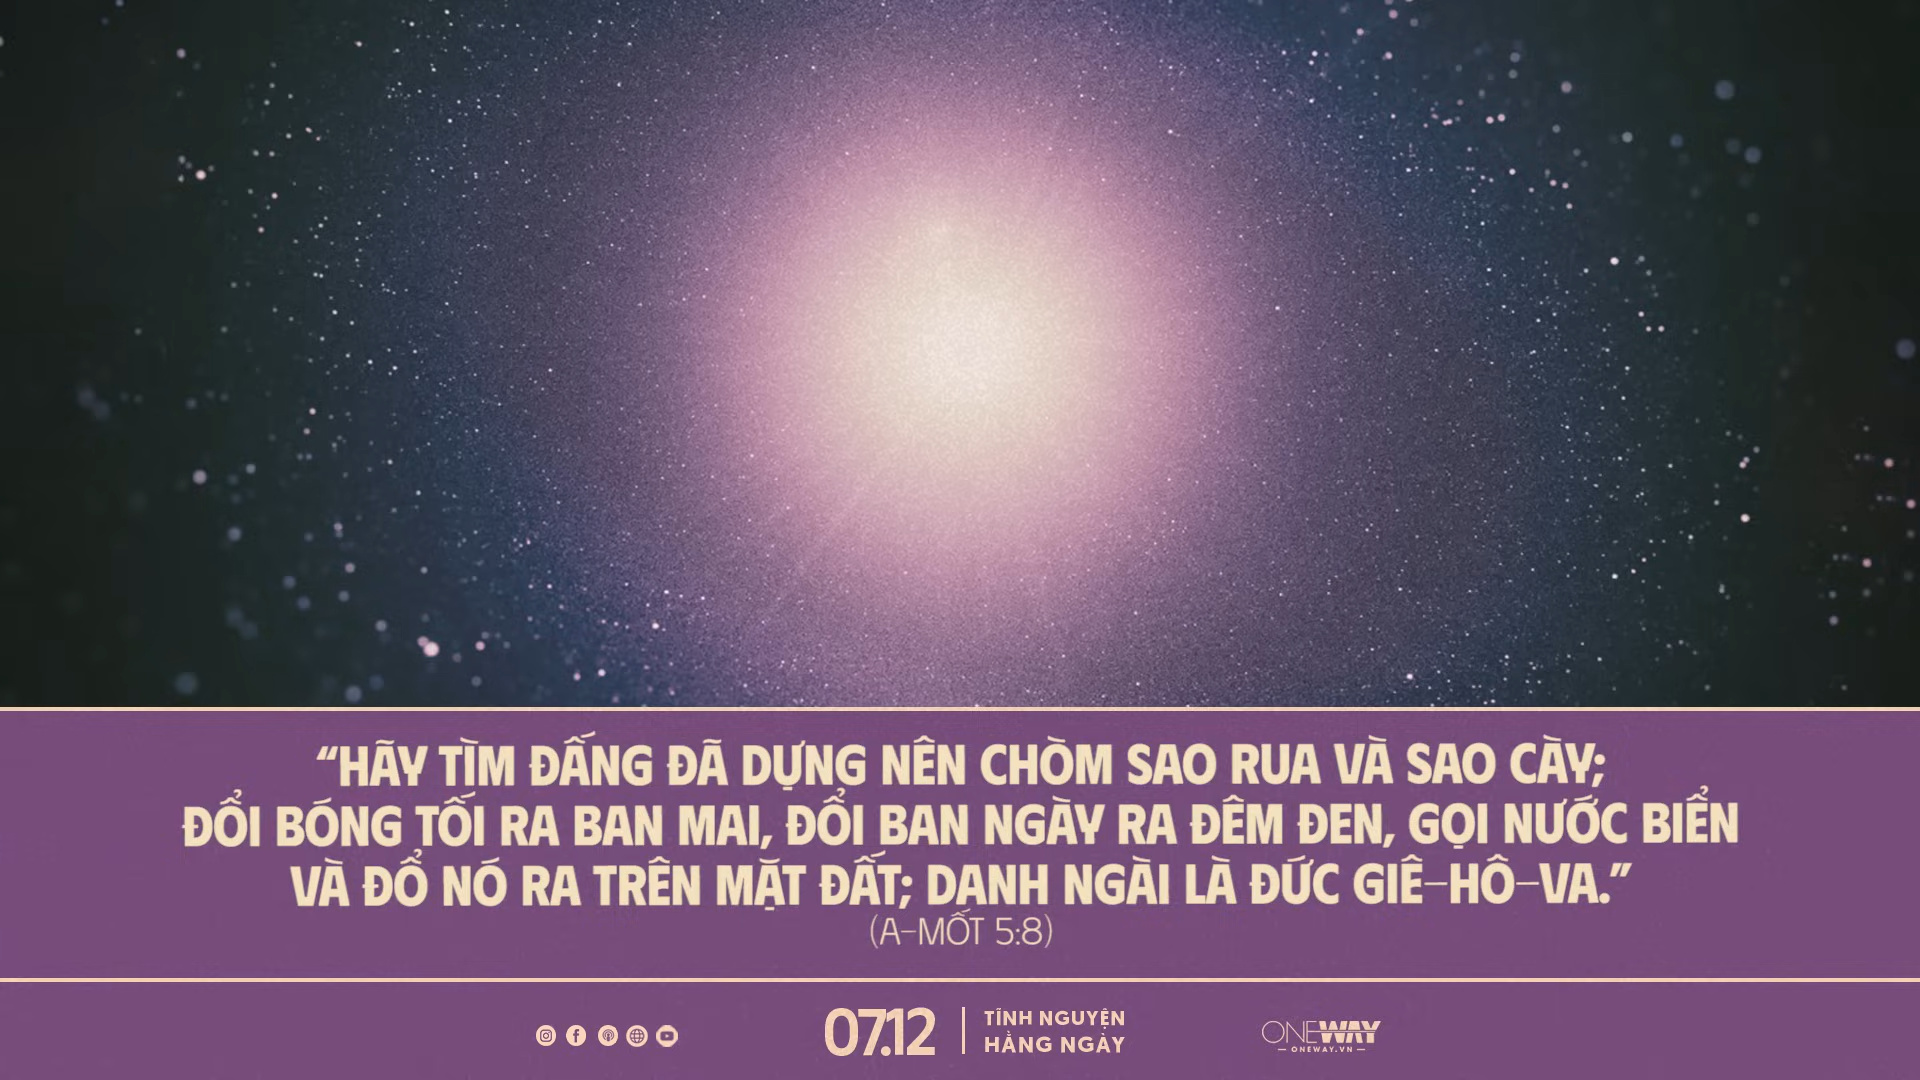 “HÃY TÌM ĐẤNG ĐÃ DỰNG NÊN CHÒM SAO RUA VÀ SAO CÀY;
ĐỔI BÓNG TỐI RA BAN MAI, ĐỔI BAN NGÀY RA ĐÊM ĐEN, GỌI NƯỚC BIỂN
VÀ ĐỔ NÓ RA TRÊN MẶT ĐẤT; DANH NGÀI LÀ ĐỨC GIÊ-HÔ-VA.”
(A-MỐT 5:8)
07.12
TĨNH NGUYỆN
HẰNG NGÀY
ONEWAY
ONEWAY.VN